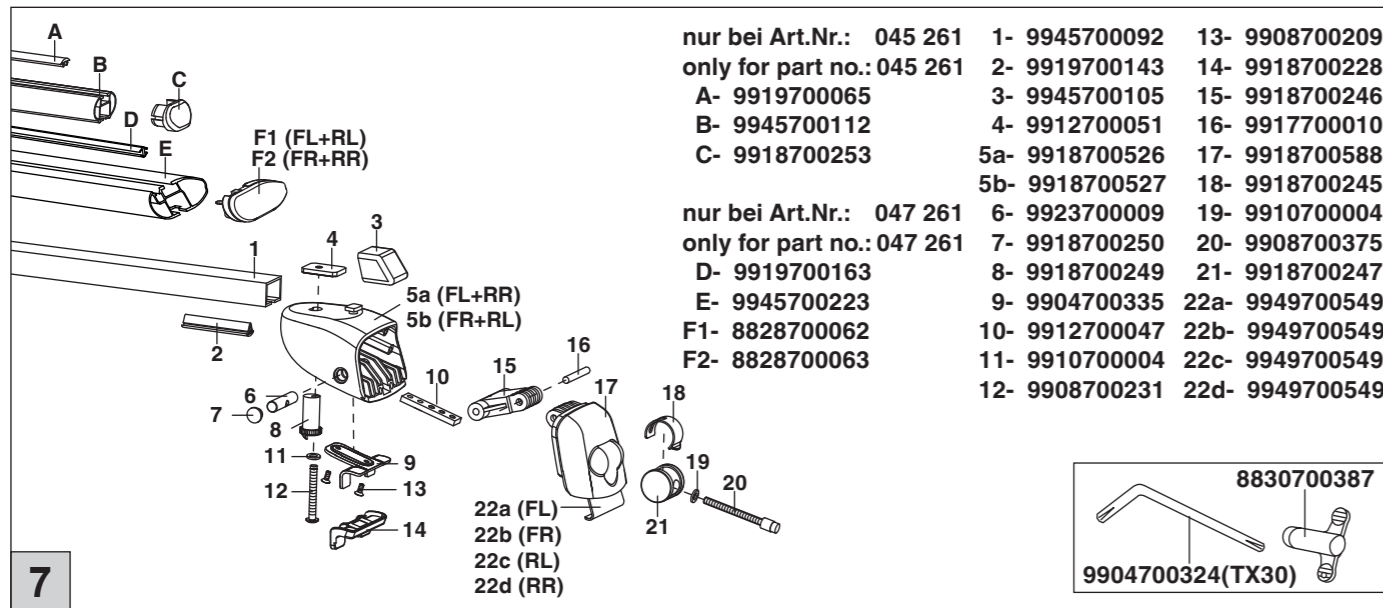 A
B
C
D
E
F1 (FL+RL)
F2 (FR+RR)
1
2
3
4
5a (FL+RR)
5b (FR+RL)
6
7
8
9
10
11
12
13
14
15
16
17
18
19
20
21
22a (FL)
22b (FR)
22c (RL)
22d (RR)
7
nur bei Art.Nr.: 045 261
only for part no.: 045 261
A- 9919700065
B- 9945700112
C- 9918700253
nur bei Art.Nr.: 047 261
only for part no.: 047 261
D- 9919700163
E- 9945700223
F1- 8828700062
F2- 8828700063
1- 9945700092
2- 9919700143
3- 9945700105
4- 9912700051
5a- 9918700526
5b- 9918700527
6- 9923700009
7- 9918700250
8- 9918700249
9- 9904700335
10- 9912700047
11- 9910700004
12- 9908700231
13- 9908700209
14- 9918700228
15- 9918700246
16- 9917700010
17- 9918700588
18- 9918700245
19- 9910700004
20- 9908700375
21- 9918700247
22a- 9949700549
22b- 9949700549
22c- 9949700549
22d- 9949700549
8830700387
9904700324(TX30)